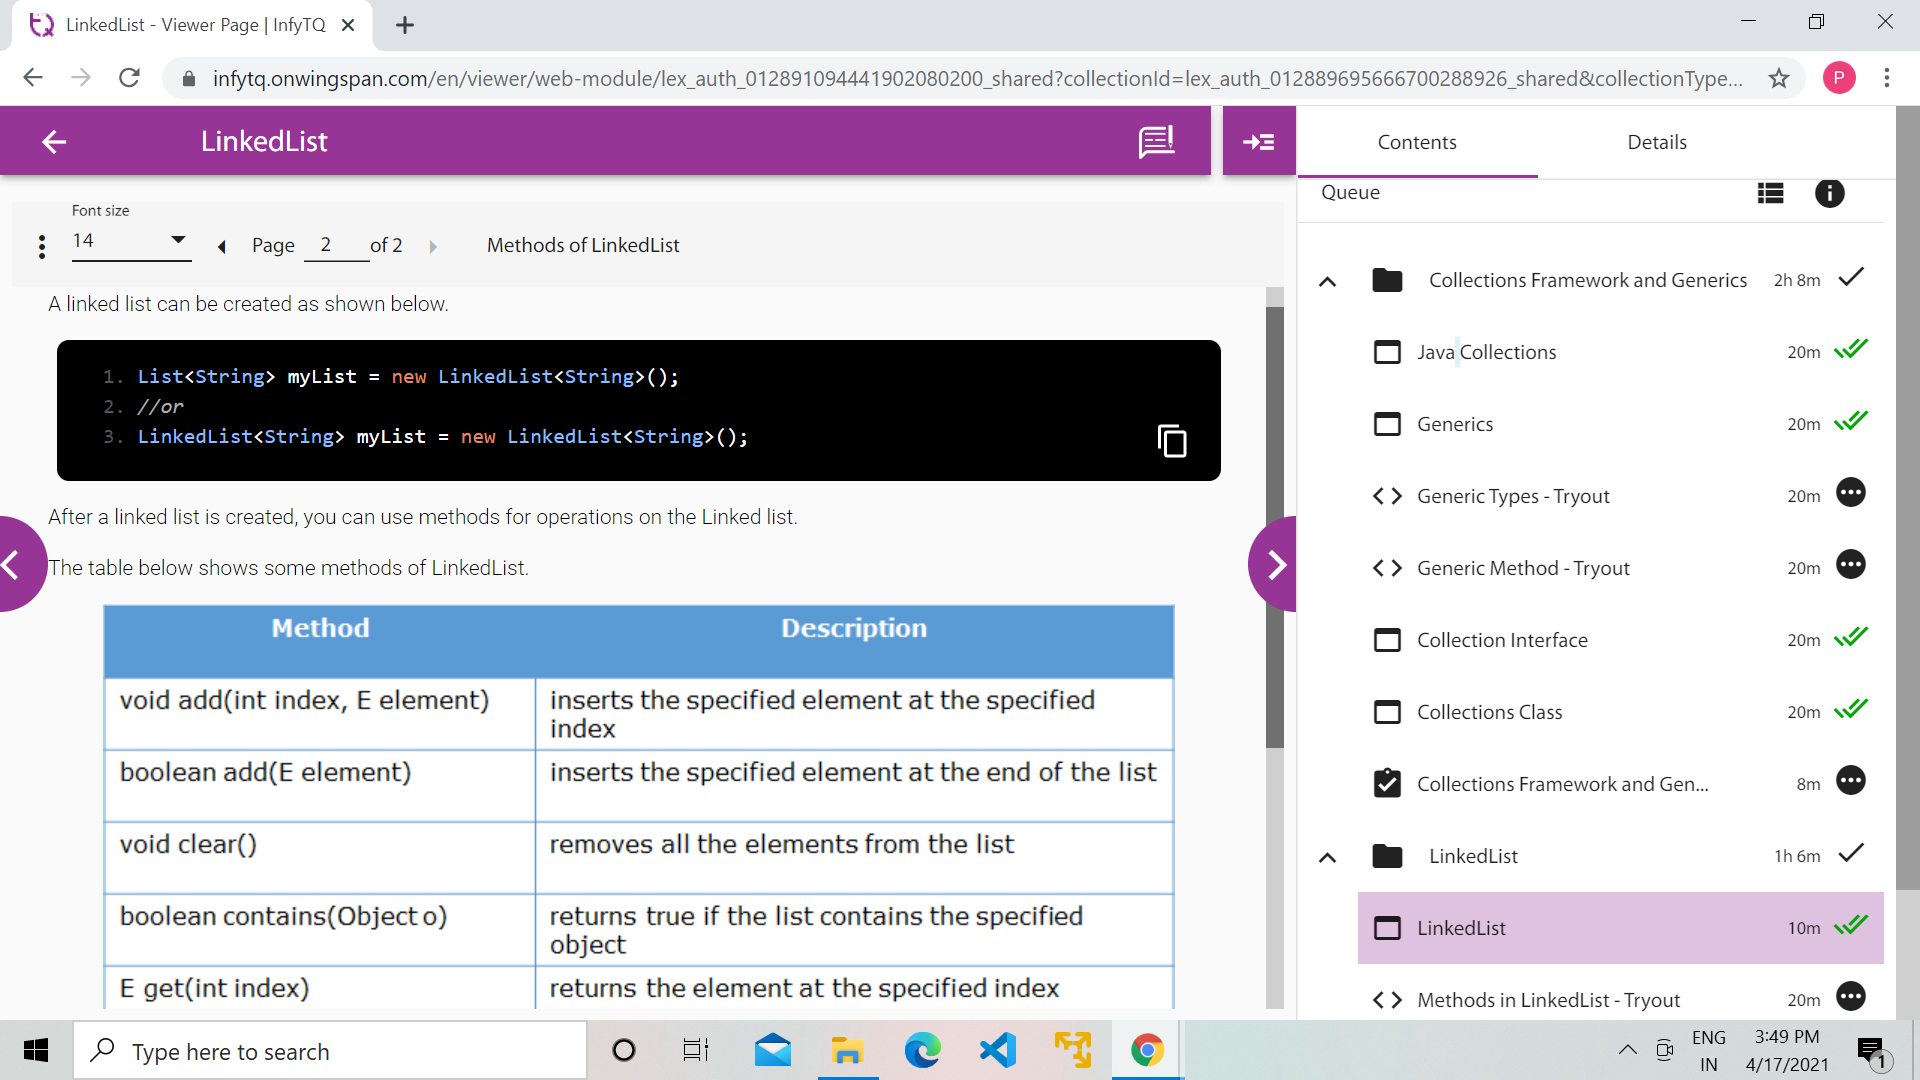 LinkedList - Viewer Page | InfyTQ
infytq.onwingspan.com/en/viewer/web-module/lex_auth_012891094441902080200_shared?collectionId=lex_auth_012889695666700288926_shared&collectionType...
P
LinkedList
Font size
14
Page 2 of 2
Methods of LinkedList
A linked list can be created as shown below.
1. List<String> myList = new LinkedList<String>();
2. //or
3. LinkedList<String> myList = new LinkedList<String>();
After a linked list is created, you can use methods for operations on the Linked list.
The table below shows some methods of LinkedList.
Method Description
void add(int index, E element) inserts the specified element at the specified
index
boolean add(E element) inserts the specified element at the end of the list
void clear() removes all the elements from the list
boolean contains(Object o) returns true if the list contains the specified
object
E get(int index) returns the element at the specified index
Contents Details
Queue
Collections Framework and Generics 2h 8m
Java Collections 20m
Generics 20m
Generic Types - Tryout 20m
Generic Method - Tryout 20m
Collection Interface 20m
Collections Class 20m
Collections Framework and Gen... 8m
LinkedList 1h 6m
LinkedList 10m
Methods in LinkedList - Tryout 20m
Type here to search
ENG
IN
3:49 PM
4/17/2021
1